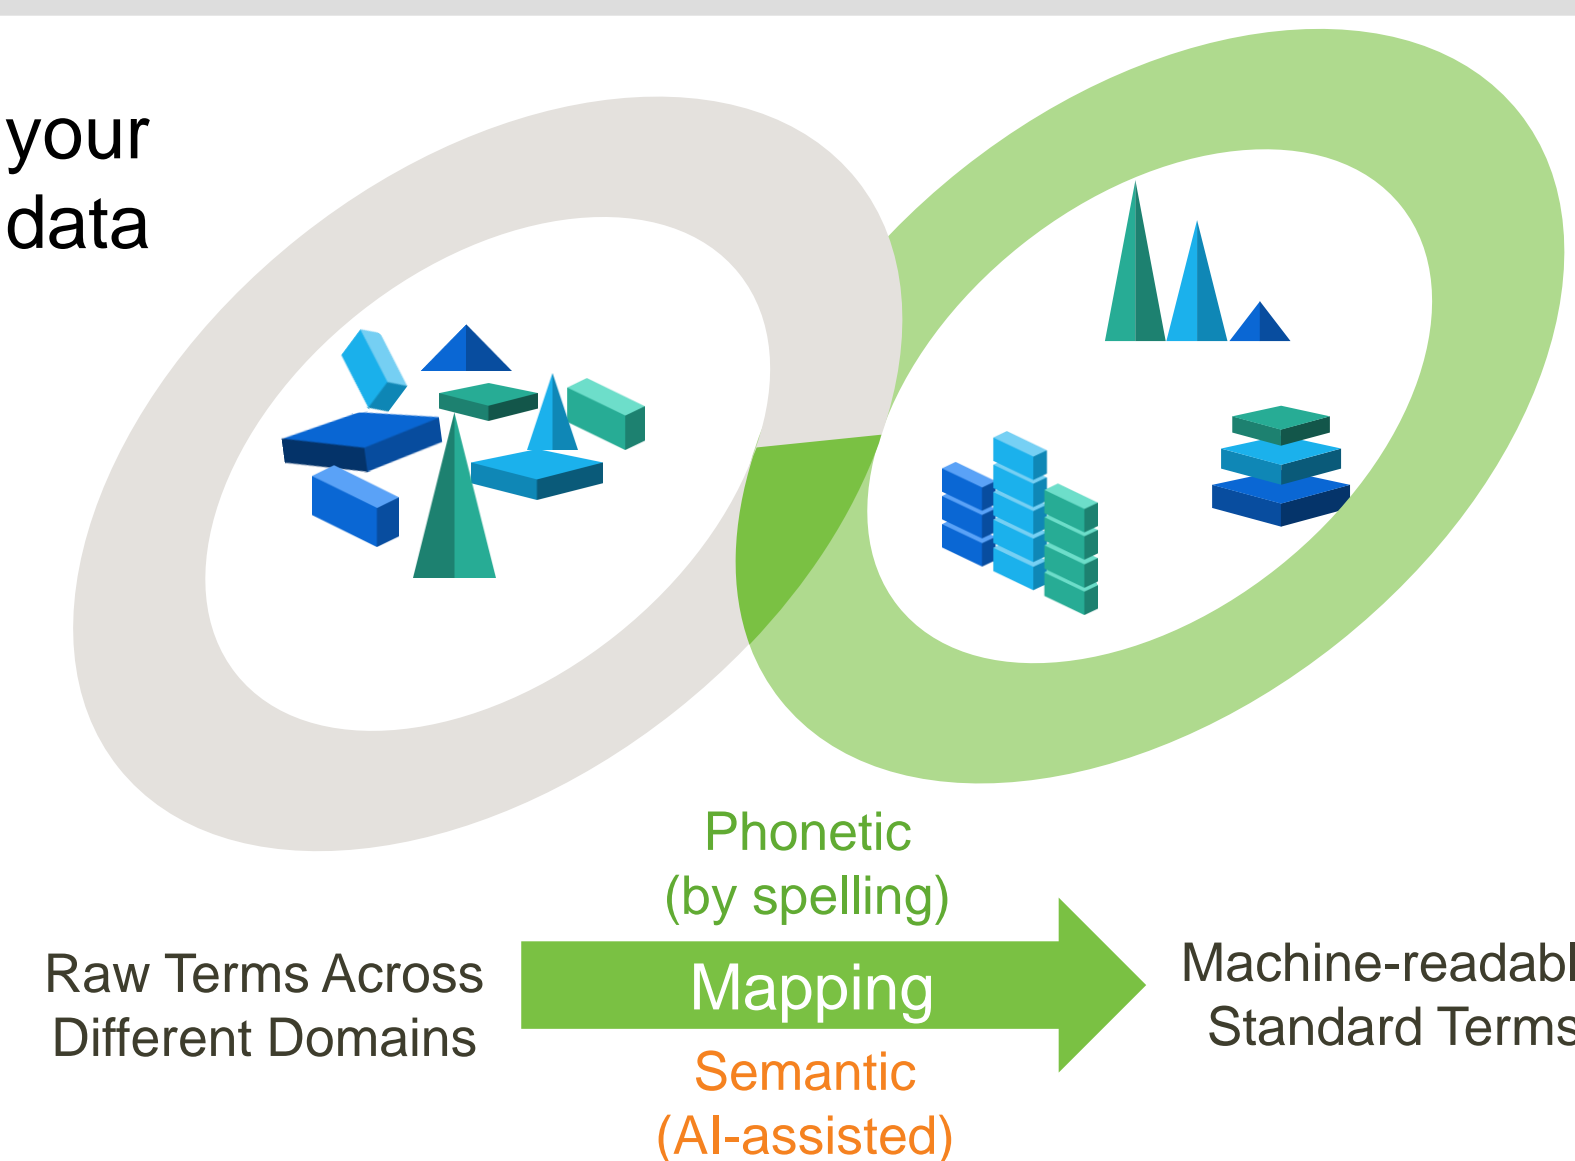 your
data
Phonetic
(by spelling)
Raw Terms Across
Different Domains
Mapping
Machine-readabl
Standard Terms
Semantic
(AI-assisted)